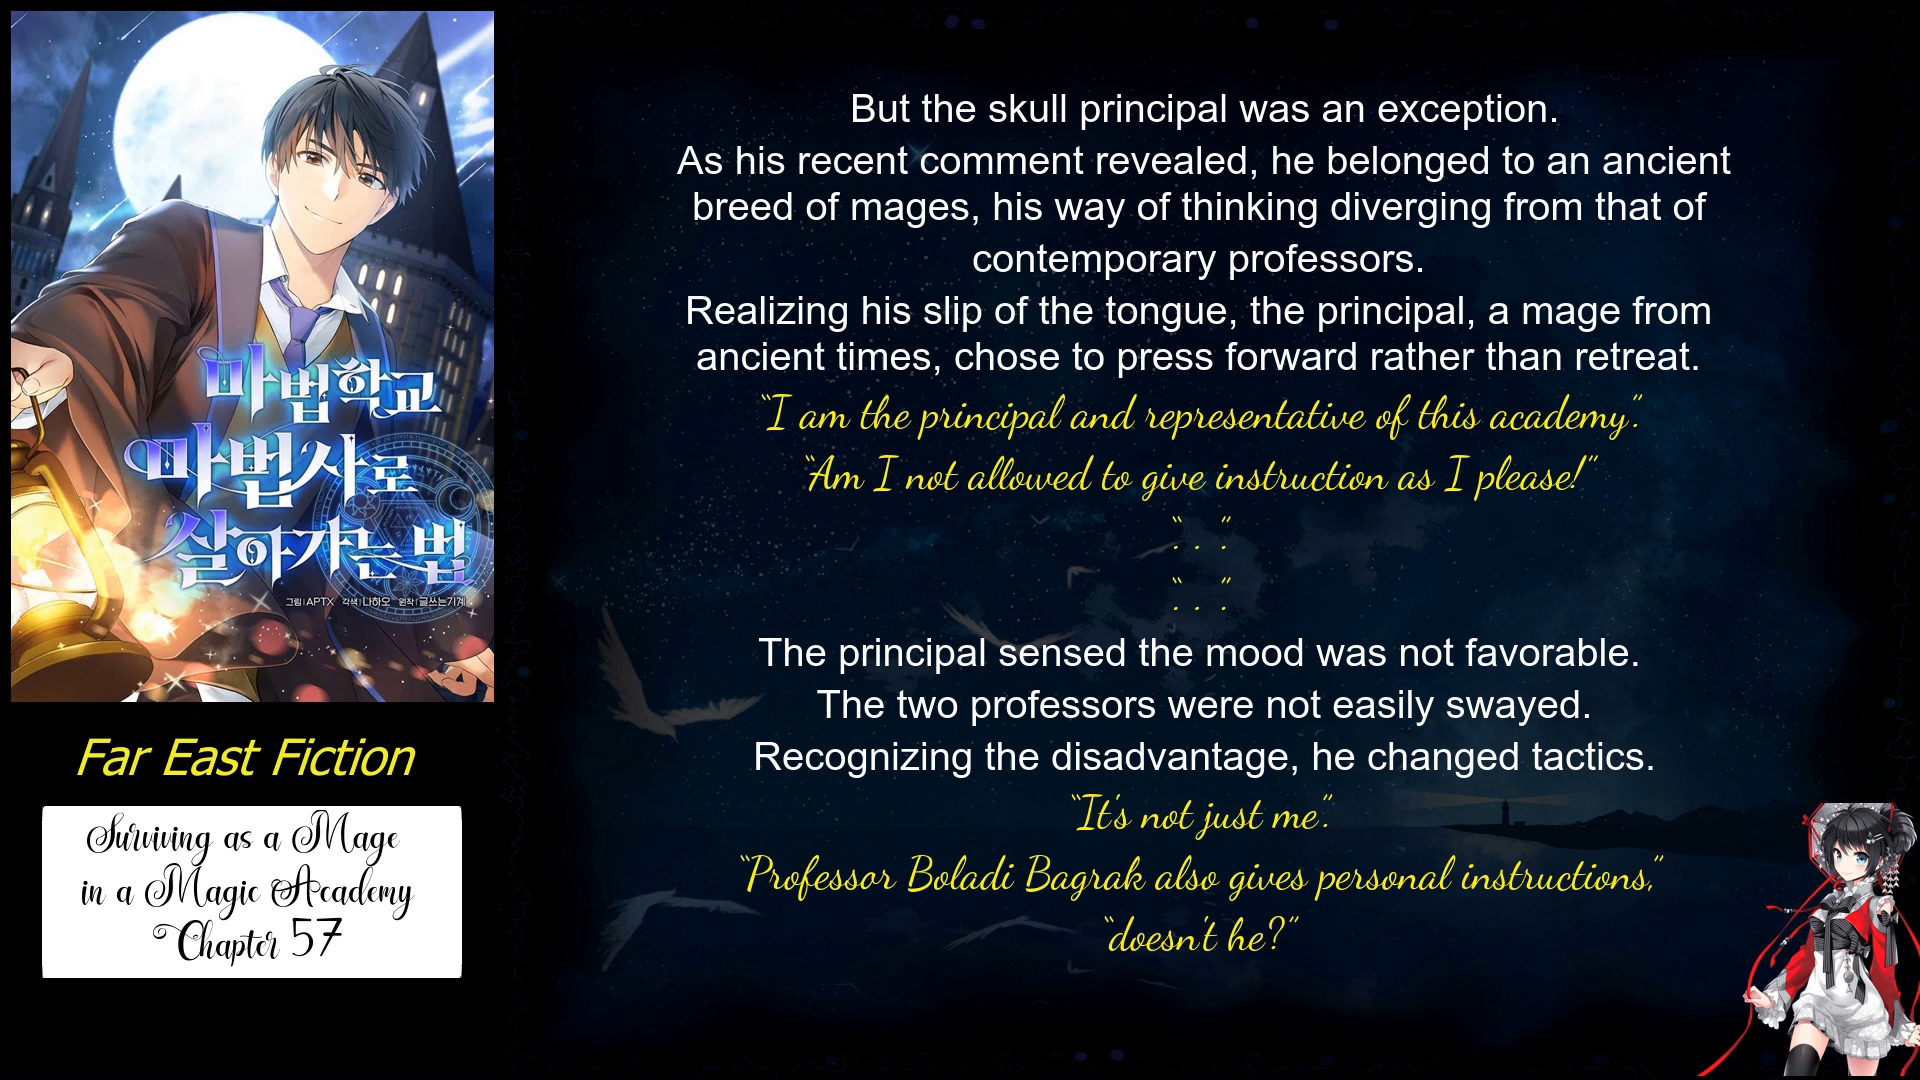 마법학교
마법사로
살아가는 법
그림 | APTX 각색 | 나하오 원작 | 글쓰는기계
Far East Fiction
Surviving as a Mage
in a Magic Academy
Chapter 57
But the skull principal was an exception.
As his recent comment revealed, he belonged to an ancient
breed of mages, his way of thinking diverging from that of
contemporary professors.
Realizing his slip of the tongue, the principal, a mage from
ancient times, chose to press forward rather than retreat.
“I am the principal and representative of this academy”.
“Am I not allowed to give instruction as I please!”
“. . .”
“. . .”
The principal sensed the mood was not favorable.
The two professors were not easily swayed.
Recognizing the disadvantage, he changed tactics.
“It's not just me”.
“Professor Boladi Bagrak also gives personal instructions,”
“doesn't he?”